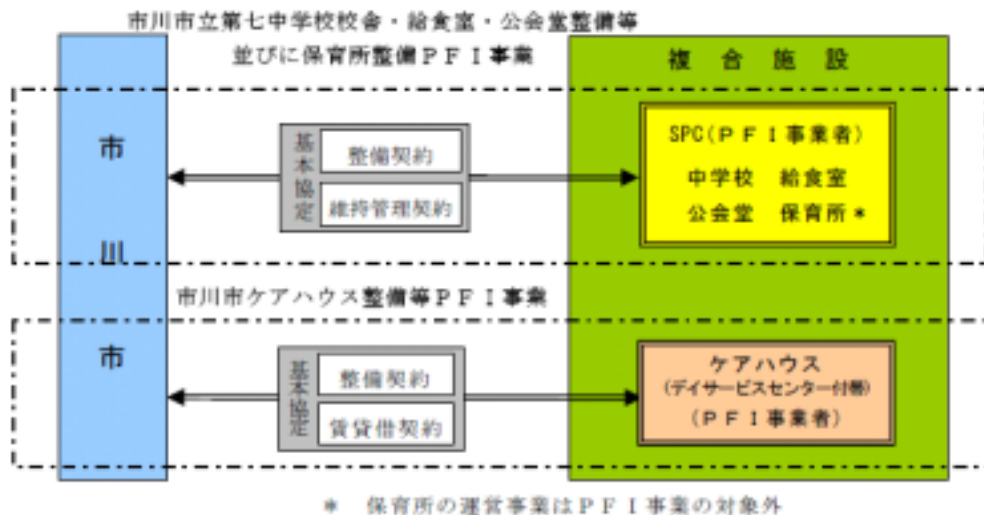 市川市立第七中学校校舎・給食室・公会堂整備等
並びに保育所整備ＰＦＩ事業
複合施設
市川市
基本協定
整備契約
維持管理契約
SPC(ＰＦＩ事業者)
中学校　給食室
公会堂　保育所＊
市川市ケアハウス整備等ＰＦＩ事業
基本協定
整備契約
賃貸借契約
ケアハウス
(デイサービスセンター付帯)
(ＰＦＩ事業者)
＊　保育所の運営事業はＰＦＩ事業の対象外